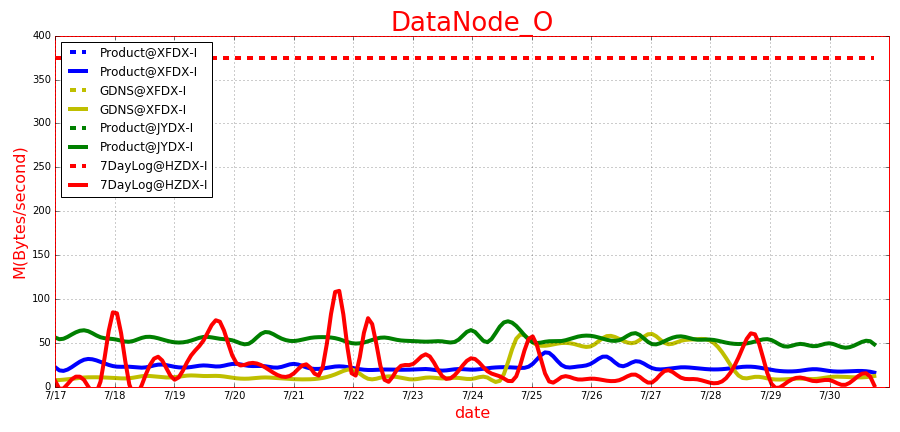 DataNode_O
400
350
300
250
200
150
100
50
0
M(Bytes/second)
Product@XFDX-I
Product@XFDX-I
GDNS@XFDX-I
GDNS@XFDX-I
Product@JYDX-I
Product@JYDX-I
7DayLog@HZDX-I
7DayLog@HZDX-I
7/17 7/18 7/19 7/20 7/21 7/22 7/23 7/24 7/25 7/26 7/27 7/28 7/29 7/30
date